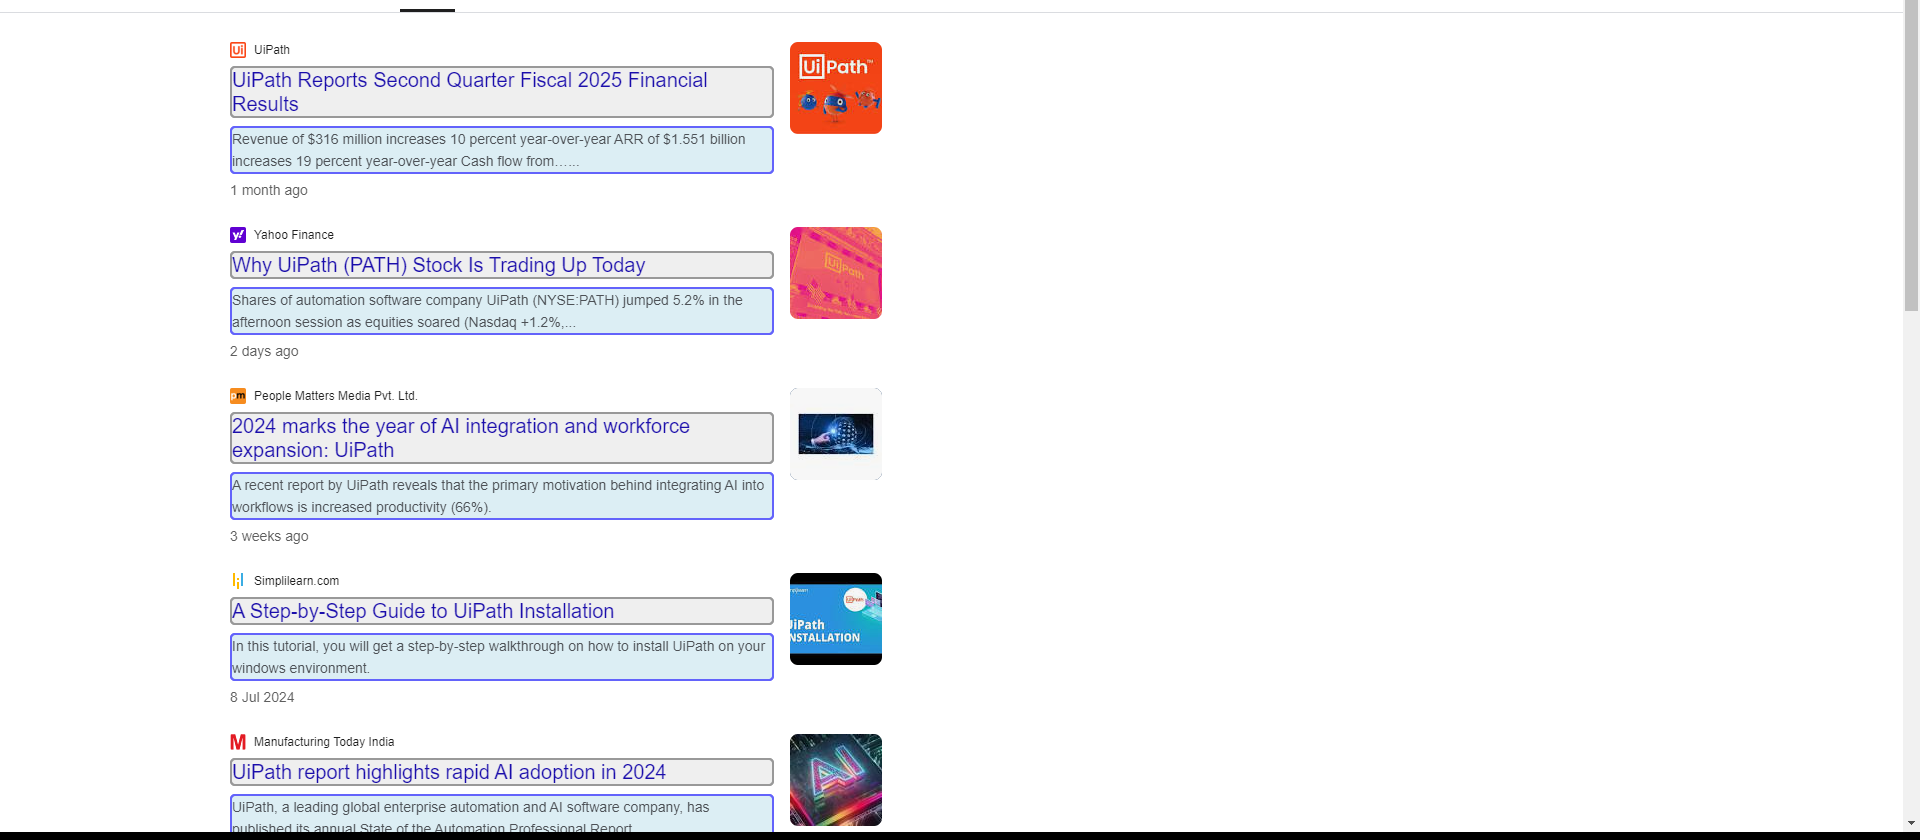 UiPath
UiPath Reports Second Quarter Fiscal 2025 Financial
Results
Revenue of $316 million increases 10 percent year-over-year ARR of $1.551 billion
increases 19 percent year-over-year Cash flow from…...
1 month ago
UiPath™
Yahoo Finance
Why UiPath (PATH) Stock Is Trading Up Today
Shares of automation software company UiPath (NYSE:PATH) jumped 5.2% in the
afternoon session as equities soared (Nasdaq +1.2%,...
2 days ago
UiPath
People Matters Media Pvt. Ltd.
2024 marks the year of AI integration and workforce
expansion: UiPath
A recent report by UiPath reveals that the primary motivation behind integrating AI into
workflows is increased productivity (66%).
3 weeks ago
Simplilearn.com
A Step-by-Step Guide to UiPath Installation
In this tutorial, you will get a step-by-step walkthrough on how to install UiPath on your
windows environment.
8 Jul 2024
UiPath
NSTALLATION
Manufacturing Today India
UiPath report highlights rapid AI adoption in 2024
UiPath, a leading global enterprise automation and AI software company, has
published its annual State of the Automation Professional Report
AI